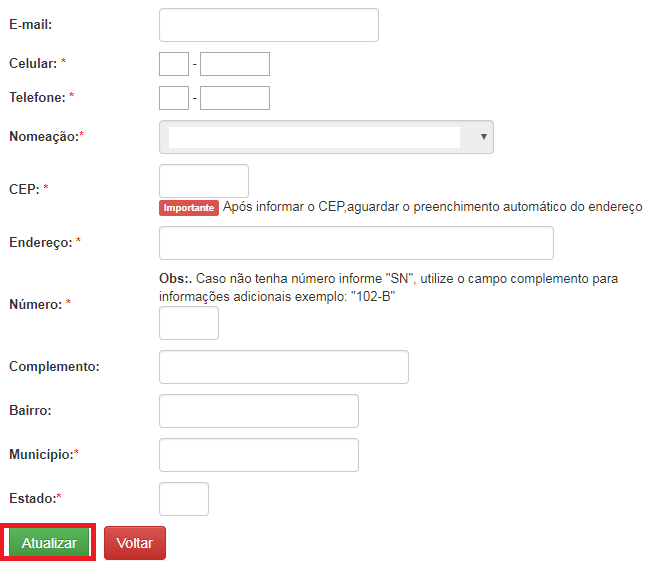 E-mail:
Celular: * -
Telefone: * -
Nomeação:*
CEP: *
Importante Após informar o CEP,aguardar o preenchimento automático do endereço
Endereço: *
Obs:. Caso não tenha número informe "SN", utilize o campo complemento para
informações adicionais exemplo: "102-B"
Número: *
Complemento:
Bairro:
Município:*
Estado:*
Atualizar Voltar